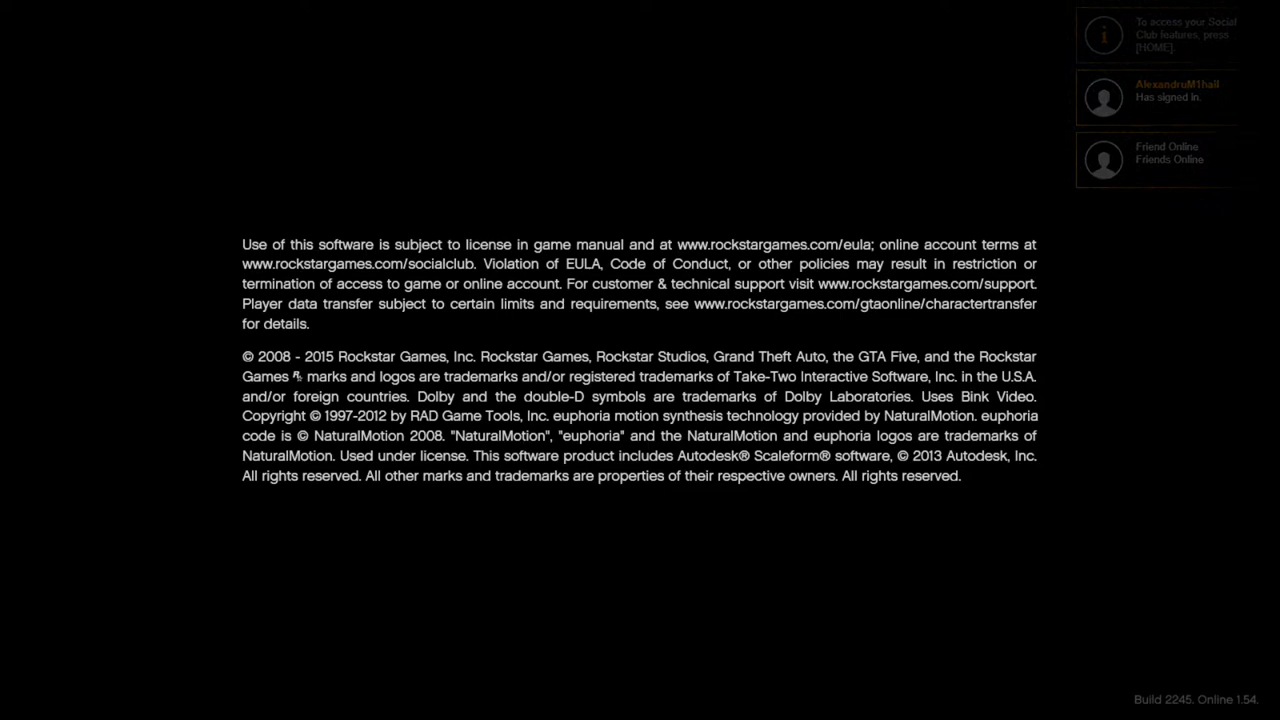 To access your Social
Club features, press
[HOME]
AlexandruM1hail
Has signed in.
Friend Online
Friends Online
Use of this software is subject to license in game manual and at www.rockstargames.com/eula; online account terms at
www.rockstargames.com/socialclub. Violation of EULA, Code of Conduct, or other policies may result in restriction or
termination of access to game or online account. For customer & technical support visit www.rockstargames.com/support.
Player data transfer subject to certain limits and requirements, see www.rockstargames.com/gtaonline/charactertransfer
for details.
© 2008 - 2015 Rockstar Games, Inc. Rockstar Games, Rockstar Studios, Grand Theft Auto, the GTA Five, and the Rockstar
Games R* marks and logos are trademarks and/or registered trademarks of Take-Two Interactive Software, Inc. in the U.S.A.
and/or foreign countries. Dolby and the double-D symbols are trademarks of Dolby Laboratories. Uses Bink Video.
Copyright © 1997-2012 by RAD Game Tools, Inc. euphoria motion synthesis technology provided by NaturalMotion. euphoria
code is © NaturalMotion 2008. "NaturalMotion", "euphoria" and the NaturalMotion and euphoria logos are trademarks of
NaturalMotion. Used under license. This software product includes Autodesk® Scaleform® software, © 2013 Autodesk, Inc.
All rights reserved. All other marks and trademarks are properties of their respective owners. All rights reserved.
Build 2245. Online 1.54.